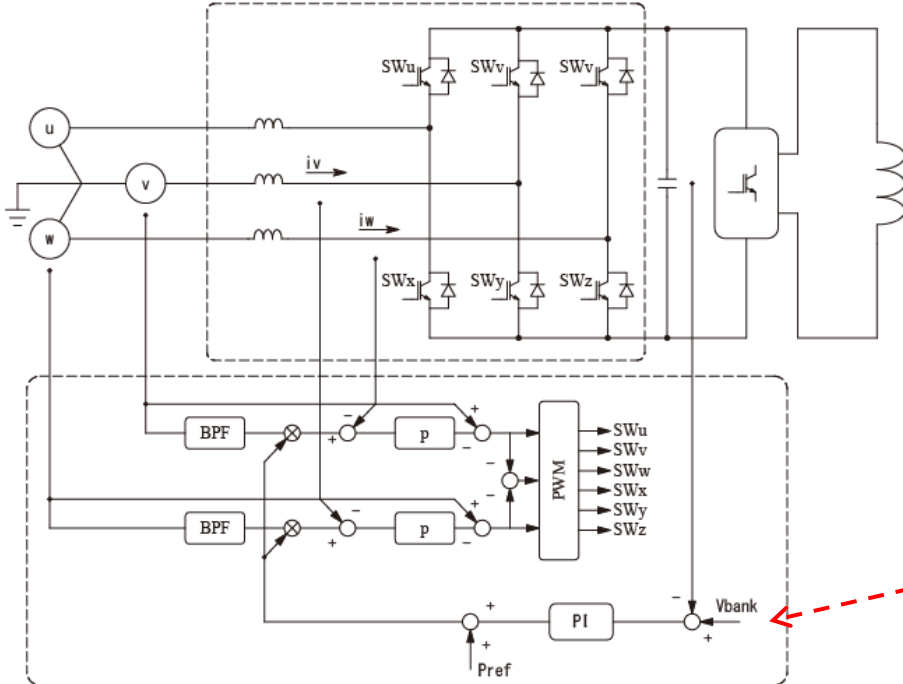 SWu
SWv
SWv
u
iv
v
iw
w
SWx
SWy
SWz
+
-
BPF
+
p
-
SWu
SWv
SWw
SWx
SWy
SWz
PWM
-
-
+
-
BPF
+
p
-
+
PI
-
Vbank
+
+
Pref